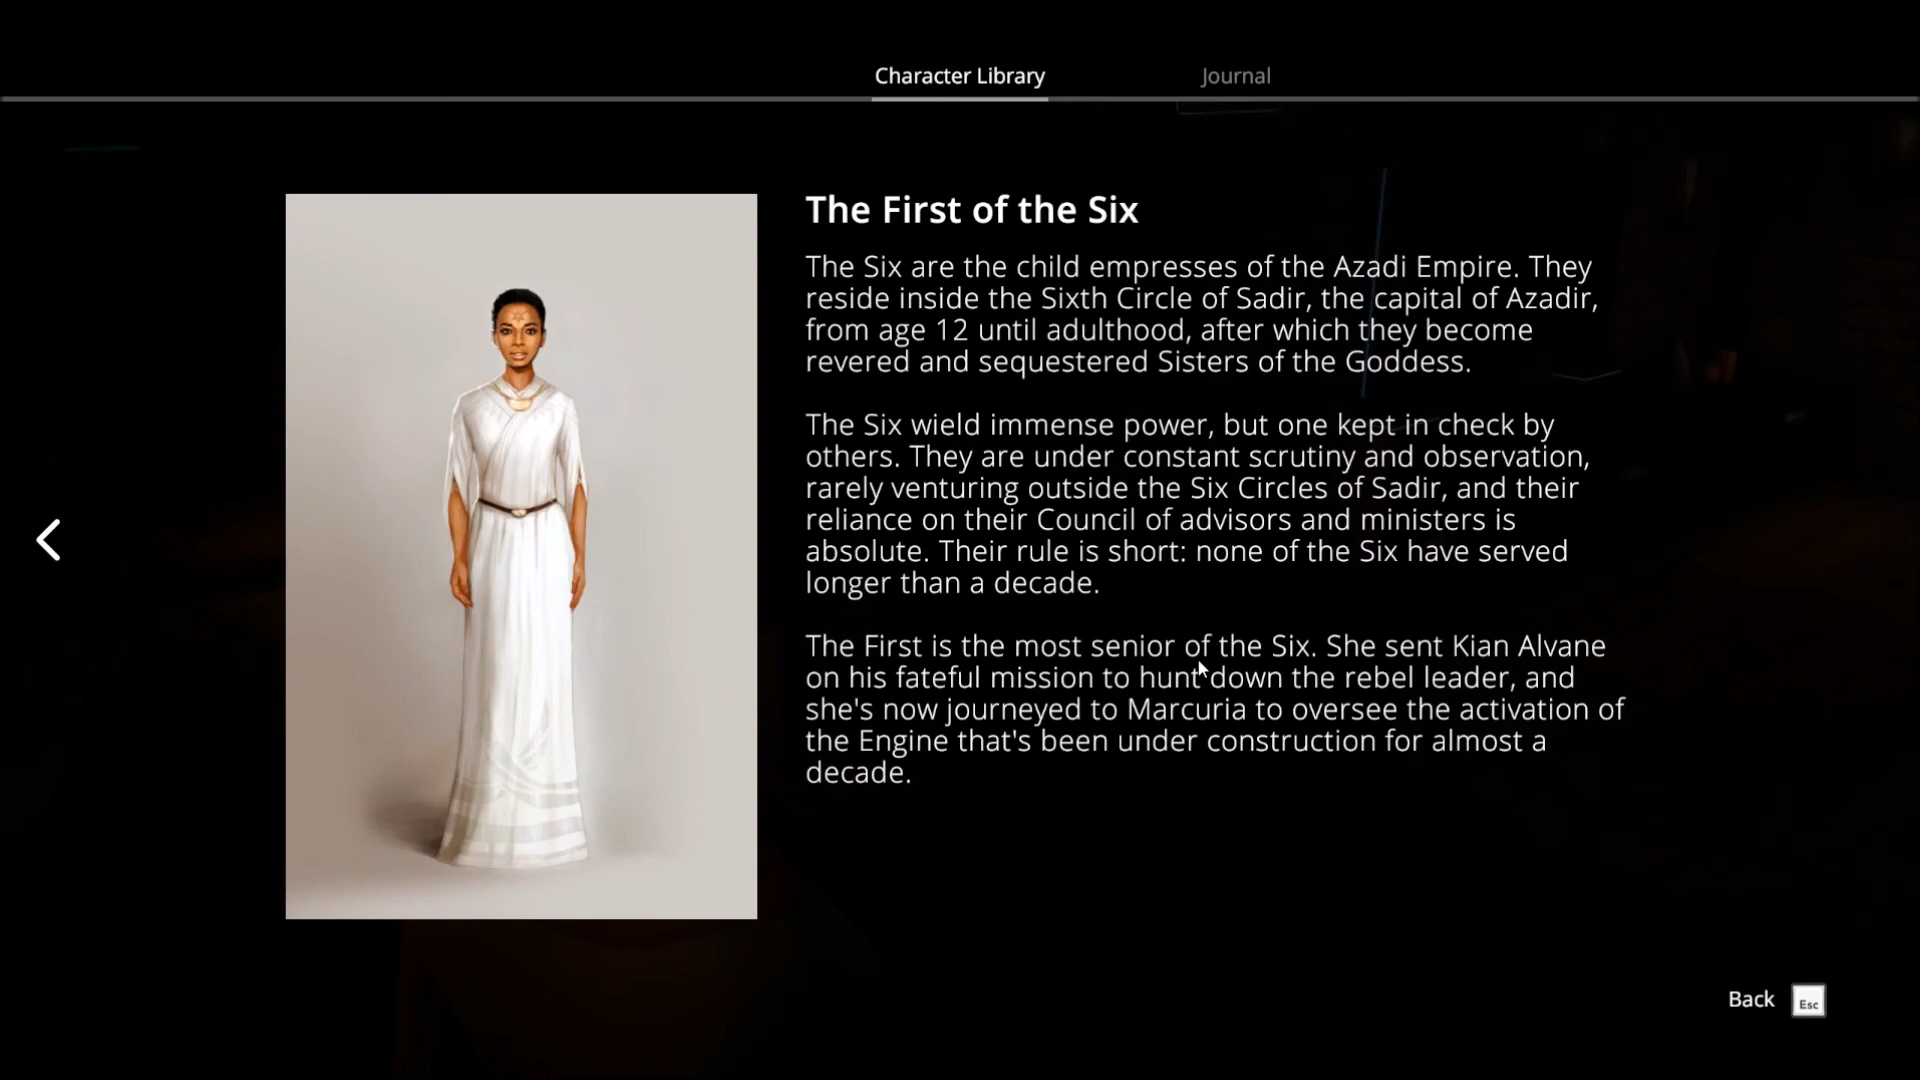 Character Library
Journal
The First of the Six
The Six are the child empresses of the Azadi Empire. They
reside inside the Sixth Circle of Sadir, the capital of Azadir,
from age 12 until adulthood, after which they become
revered and sequestered Sisters of the Goddess.
The Six wield immense power, but one kept in check by
others. They are under constant scrutiny and observation,
rarely venturing outside the Six Circles of Sadir, and their
reliance on their Council of advisors and ministers is
absolute. Their rule is short: none of the Six have served
longer than a decade.
The First is the most senior of the Six. She sent Kian Alvane
on his fateful mission to hunt down the rebel leader, and
she's now journeyed to Marcuria to oversee the activation of
the Engine that's been under construction for almost a
decade.
Back Esc